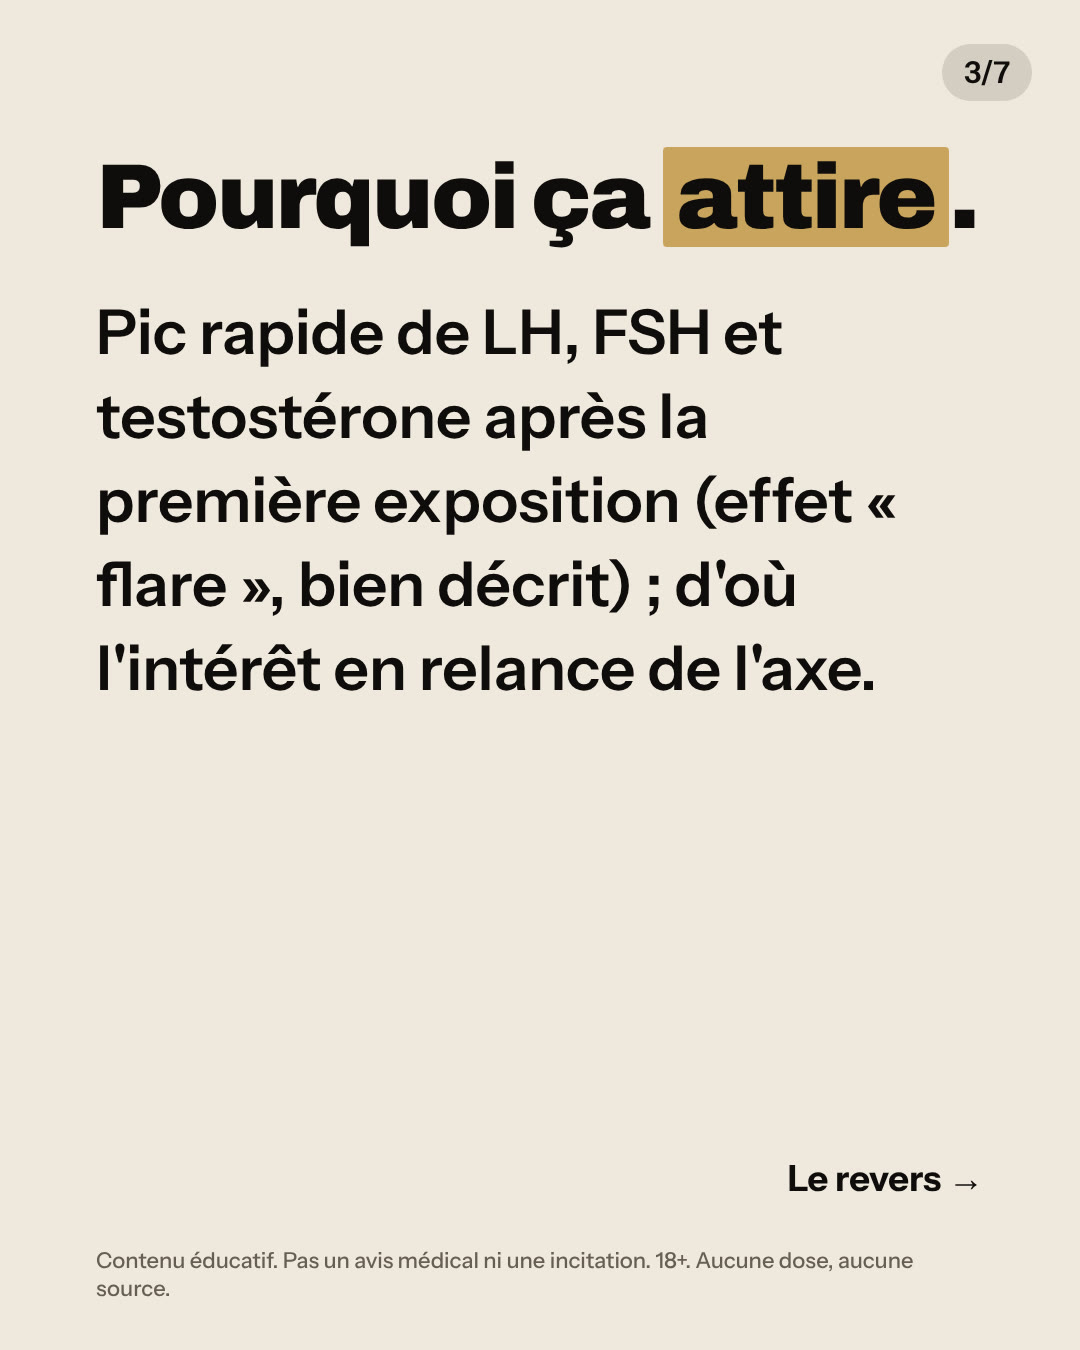 3/7
Pourquoi ça attire.
Pic rapide de LH, FSH et
testostérone après la
première exposition (effet «
flare », bien décrit) ; d'où
l'intérêt en relance de l'axe.
Le revers →
Contenu éducatif. Pas un avis médical ni une incitation. 18+. Aucune dose, aucune
source.